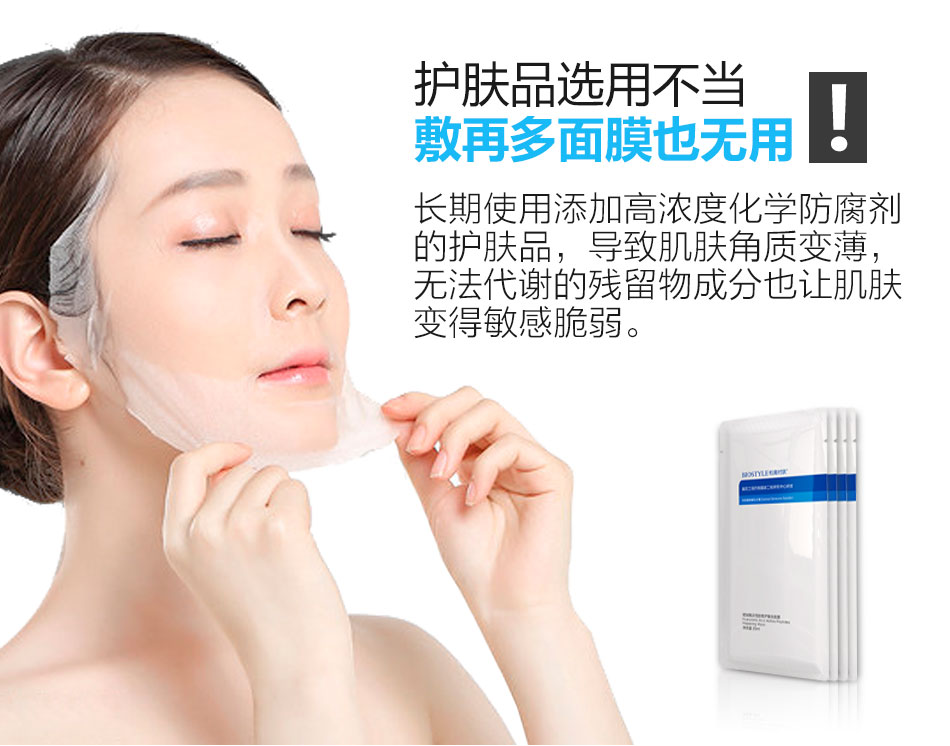 护肤品选用不当
敷再多面膜也无用
!
长期使用添加高浓度化学防腐剂
的护肤品，导致肌肤角质变薄，
无法代谢的残留物成分也让肌肤
变得敏感脆弱。
BIOSTYLE